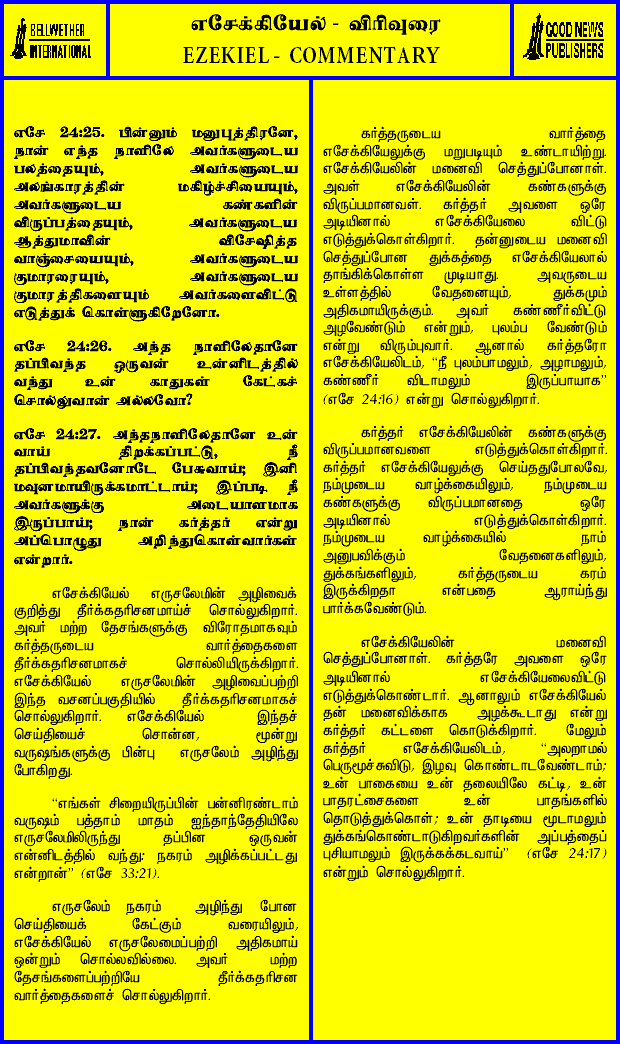 BELLWETHER
INTERNATIONAL
எசேக்கியேல் - விரிவுரை
EZEKIEL - COMMENTARY
GOOD NEWS
PUBLISHERS
எசே 24:25. பின்னும் மனுபுத்திரனே,
நான் எந்த நாளிலே அவர்களுடைய
பலத்தையும், அவர்களுடைய
அலங்காரத்தின் மகிழ்ச்சியையும்,
அவர்களுடைய கண்களின்
விருப்பத்தையும், அவர்களுடைய
ஆத்துமாவின் விசேஷித்த
வாஞ்சையையும், அவர்களுடைய
குமாரரையும், அவர்களுடைய
குமாரத்திகளையும் அவர்களைவிட்டு
எடுத்துக் கொள்ளுகிறேனோ.
எசே 24:26. அந்த நாளிலேதானே
தப்பிவந்த ஒருவன் உன்னிடத்தில்
வந்து உன் காதுகள் கேட்கச்
சொல்லுவான் அல்லவோ?
எசே 24:27. அந்தநாளிலேதானே உன்
வாய் திறக்கப்பட்டு, நீ
தப்பிவந்தவனோடே பேசுவாய்; இனி
மவுனமாயிருக்கமாட்டாய்; இப்படி நீ
அவர்களுக்கு அடையாளமாக
இருப்பாய்; நான் கர்த்தர் என்று
அப்பொழுது அறிந்துகொள்வார்கள்
என்றார்.
எசேக்கியேல் எருசலேமின் அழிவைக்
குறித்து தீர்க்கதரிசனமாய்ச் சொல்லுகிறார்.
அவர் மற்ற தேசங்களுக்கு விரோதமாகவும்
கர்த்தருடைய வார்த்தைகளை
தீர்க்கதரிசனமாகச் சொல்லியிருக்கிறார்.
எசேக்கியேல் எருசலேமின் அழிவைப்பற்றி
இந்த வசனப்பகுதியில் தீர்க்கதரிசனமாகச்
சொல்லுகிறார். எசேக்கியேல் இந்தச்
செய்தியைச் சொன்ன, மூன்று
வருஷங்களுக்கு பின்பு எருசலேம் அழிந்து
போகிறது.
“எங்கள் சிறையிருப்பின் பன்னிரண்டாம்
வருஷம் பத்தாம் மாதம் ஐந்தாந்தேதியிலே
எருசலேமிலிருந்து தப்பின ஒருவன்
என்னிடத்தில் வந்து: நகரம் அழிக்கப்பட்டது
என்றான்” (எசே 33:21).
எருசலேம் நகரம் அழிந்து போன
செய்தியைக் கேட்கும் வரையிலும்,
எசேக்கியேல் எருசலேமைப்பற்றி அதிகமாய்
ஒன்றும் சொல்லவில்லை. அவர் மற்ற
தேசங்களைப்பற்றியே தீர்க்கதரிசன
வார்த்தைகளைச் சொல்லுகிறார்.
கர்த்தருடைய வார்த்தை
எசேக்கியேலுக்கு மறுபடியும் உண்டாயிற்று.
எசேக்கியேலின் மனைவி செத்துப்போனாள்.
அவள் எசேக்கியேலின் கண்களுக்கு
விருப்பமானவள். கர்த்தர் அவளை ஒரே
அடியினால் எசேக்கியேலை விட்டு
எடுத்துக்கொள்கிறார். தன்னுடைய மனைவி
செத்துப்போன துக்கத்தை எசேக்கியேலால்
தாங்கிக்கொள்ள முடியாது. அவருடைய
உள்ளத்தில் வேதனையும், துக்கமும்
அதிகமாயிருக்கும். அவர் கண்ணீர்விட்டு
அழவேண்டும் என்றும், புலம்ப வேண்டும்
என்று விரும்புவார். ஆனால் கர்த்தரோ
எசேக்கியேலிடம், “நீ புலம்பாமலும், அழாமலும்,
கண்ணீர் விடாமலும் இருப்பாயாக”
(எசே 24:16) என்று சொல்லுகிறார்.
கர்த்தர் எசேக்கியேலின் கண்களுக்கு
விருப்பமானவளை எடுத்துக்கொள்கிறார்.
கர்த்தர் எசேக்கியேலுக்கு செய்ததுபோலவே,
நம்முடைய வாழ்க்கையிலும், நம்முடைய
கண்களுக்கு விருப்பமானதை ஒரே
அடியினால் எடுத்துக்கொள்கிறார்.
நம்முடைய வாழ்க்கையில் நாம்
அனுபவிக்கும் வேதனைகளிலும்,
துக்கங்களிலும், கர்த்தருடைய கரம்
இருக்கிறதா என்பதை ஆராய்ந்து
பார்க்கவேண்டும்.
எசேக்கியேலின் மனைவி
செத்துப்போனாள். கர்த்தரே அவளை ஒரே
அடியினால் எசேக்கியேலைவிட்டு
எடுத்துக்கொண்டார். ஆனாலும் எசேக்கியேல்
தன் மனைவிக்காக அழக்கூடாது என்று
கர்த்தர் கட்டளை கொடுக்கிறார். மேலும்
கர்த்தர் எசேக்கியேலிடம், “அலறாமல்
பெருமூச்சுவிடு, இழவு கொண்டாடவேண்டாம்;
உன் பாகையை உன் தலையிலே கட்டி, உன்
பாதரட்சைகளை உன் பாதங்களில்
தொடுத்துக்கொள்; உன் தாடியை மூடாமலும்
துக்கங்கொண்டாடுகிறவர்களின் அப்பத்தைப்
புசியாமலும் இருக்கக்கடவாய்” (எசே 24:17)
என்றும் சொல்லுகிறார்.